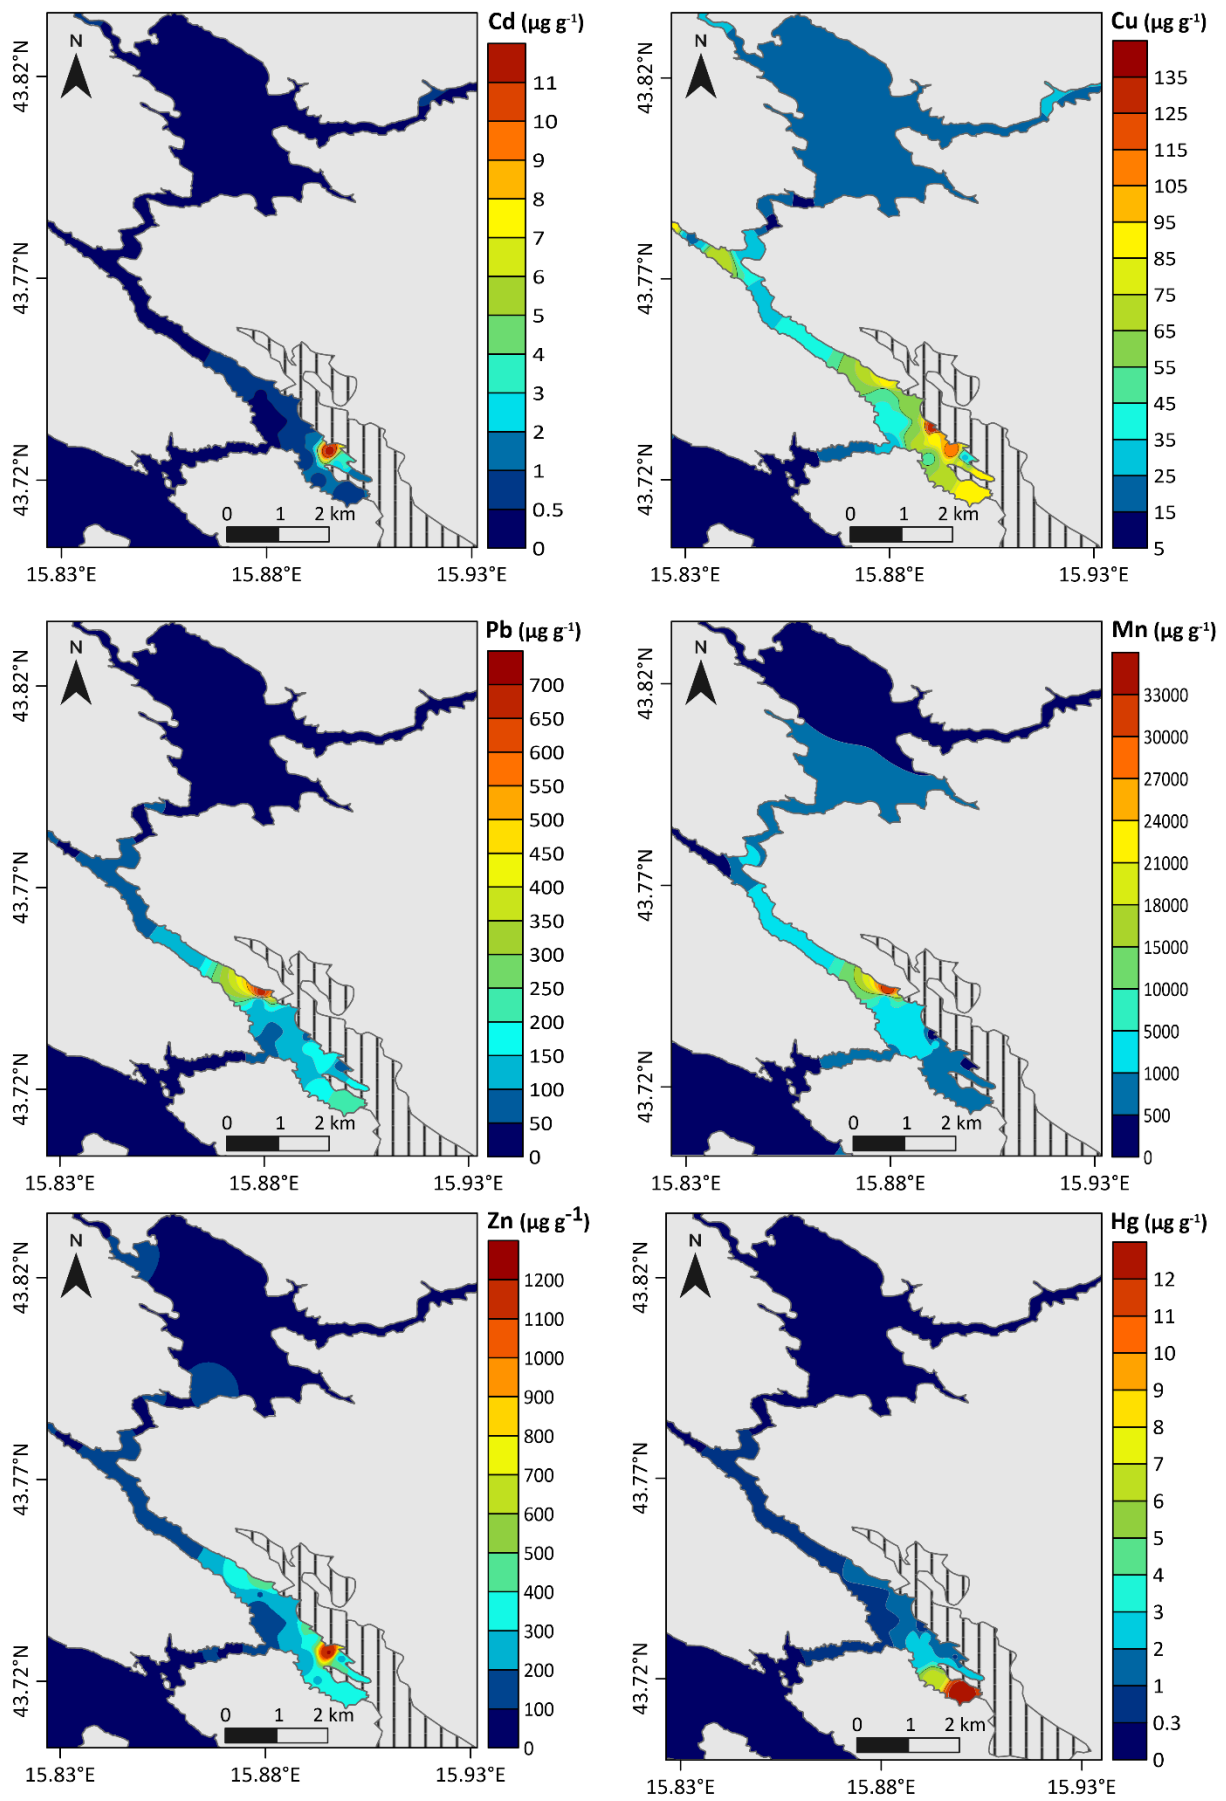 Cd (µg g⁻¹)
N
43.82°N
43.77°N
43.72°N
11
10
9
8
7
6
5
4
3
2
1
0.5
0
0 1 2 km
15.83°E 15.88°E 15.93°E
Cu (µg g⁻¹)
N
43.82°N
43.77°N
43.72°N
135
125
115
105
95
85
75
65
55
45
35
25
15
5
0 1 2 km
15.83°E 15.88°E 15.93°E
Pb (µg g⁻¹)
N
43.82°N
43.77°N
43.72°N
700
650
600
550
500
450
400
350
300
250
200
150
100
50
0
0 1 2 km
15.83°E 15.88°E 15.93°E
Mn (µg g⁻¹)
N
43.82°N
43.77°N
43.72°N
33000
30000
27000
24000
21000
18000
15000
10000
5000
1000
500
0
0 1 2 km
15.83°E 15.88°E 15.93°E
Zn (µg g⁻¹)
N
43.82°N
43.77°N
43.72°N
1200
1100
1000
900
800
700
600
500
400
300
200
100
0
0 1 2 km
15.83°E 15.88°E 15.93°E
Hg (µg g⁻¹)
N
43.82°N
43.77°N
43.72°N
12
11
10
9
8
7
6
5
4
3
2
1
0.3
0
0 1 2 km
15.83°E 15.88°E 15.93°E